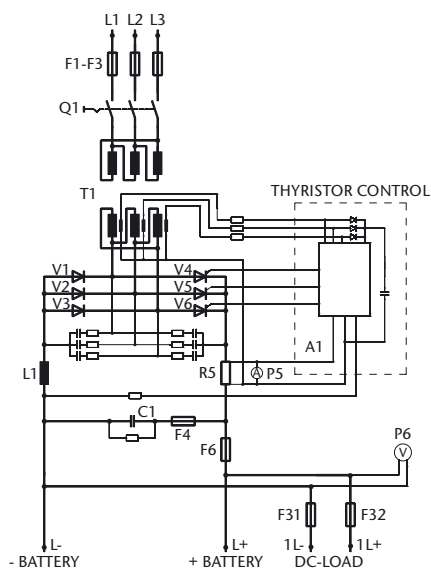 L1 L2 L3
F1-F3
Q1
T1
THYRISTOR CONTROL
V1 V4
V2 V5
V3 V6
A1
L1 R5 A P5
C1
F4
F6
P6
V
F31 F32
L- L+ 1L- 1L+
- BATTERY + BATTERY DC-LOAD